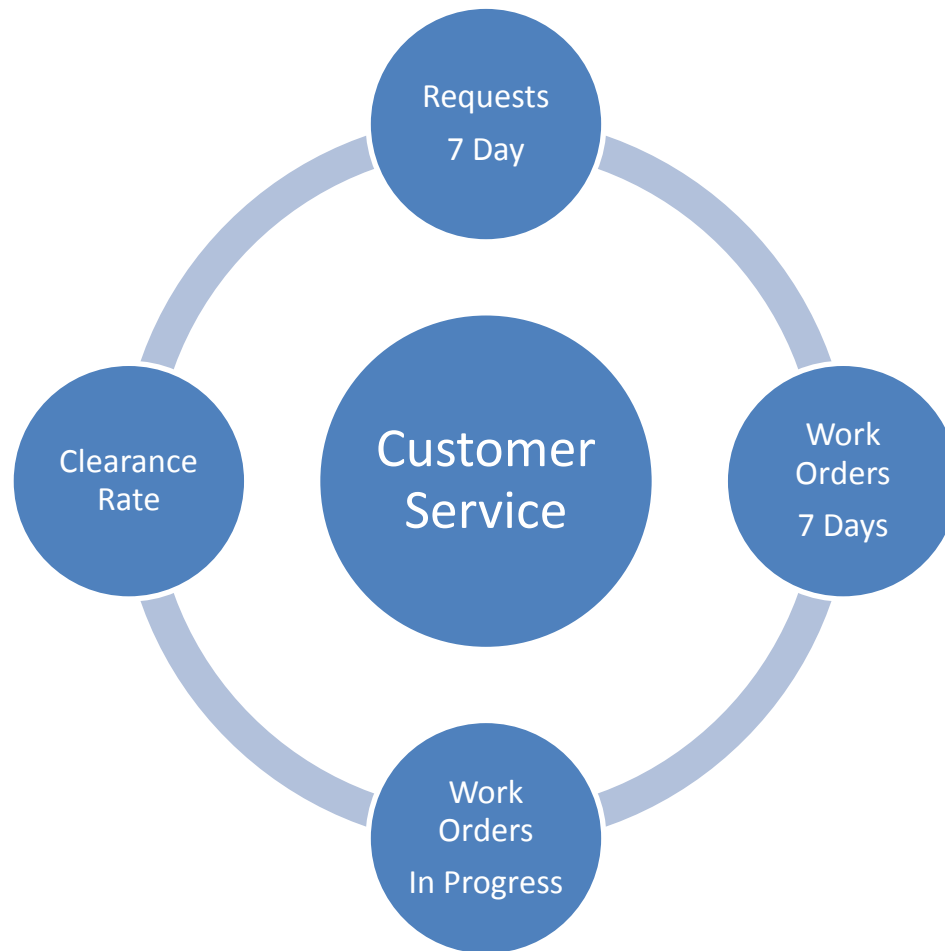 Requests
7 Day
Customer
Service
Work
Orders
7 Days
Clearance
Rate
Work
Orders
In Progress